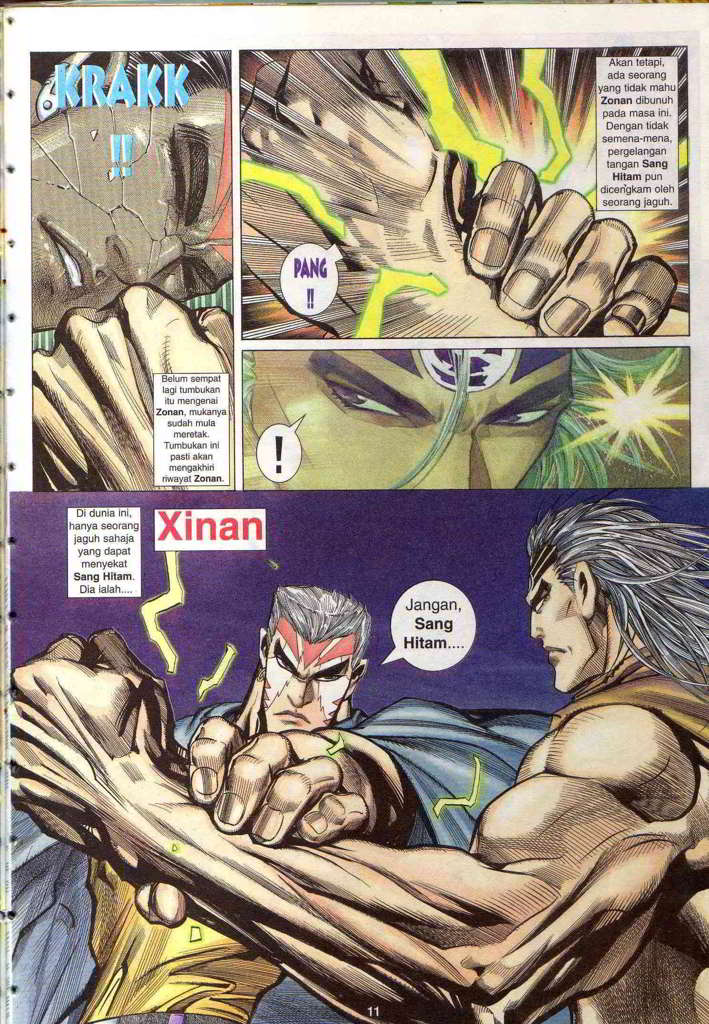 KRAKK
!!
Belum sempat
lagi tumbukan
itu mengenai
Zonan, mukanya
sudah mula
meretak.
Tumbukan ini
pasti akan
mengakhiri
riwayat Zonan.
Akan tetapi,
ada seorang
yang tidak mahu
Zonan dibunuh
pada masa ini.
Dengan tidak
semena-mena,
pergelangan
tangan Sang
Hitam pun
dicengkam oleh
seorang jaguh.
PANG
!!
!
Di dunia ini,
hanya seorang
jaguh sahaja
yang dapat
menyekat
Sang Hitam.
Dia ialah....
Xinan
Jangan,
Sang
Hitam....
11